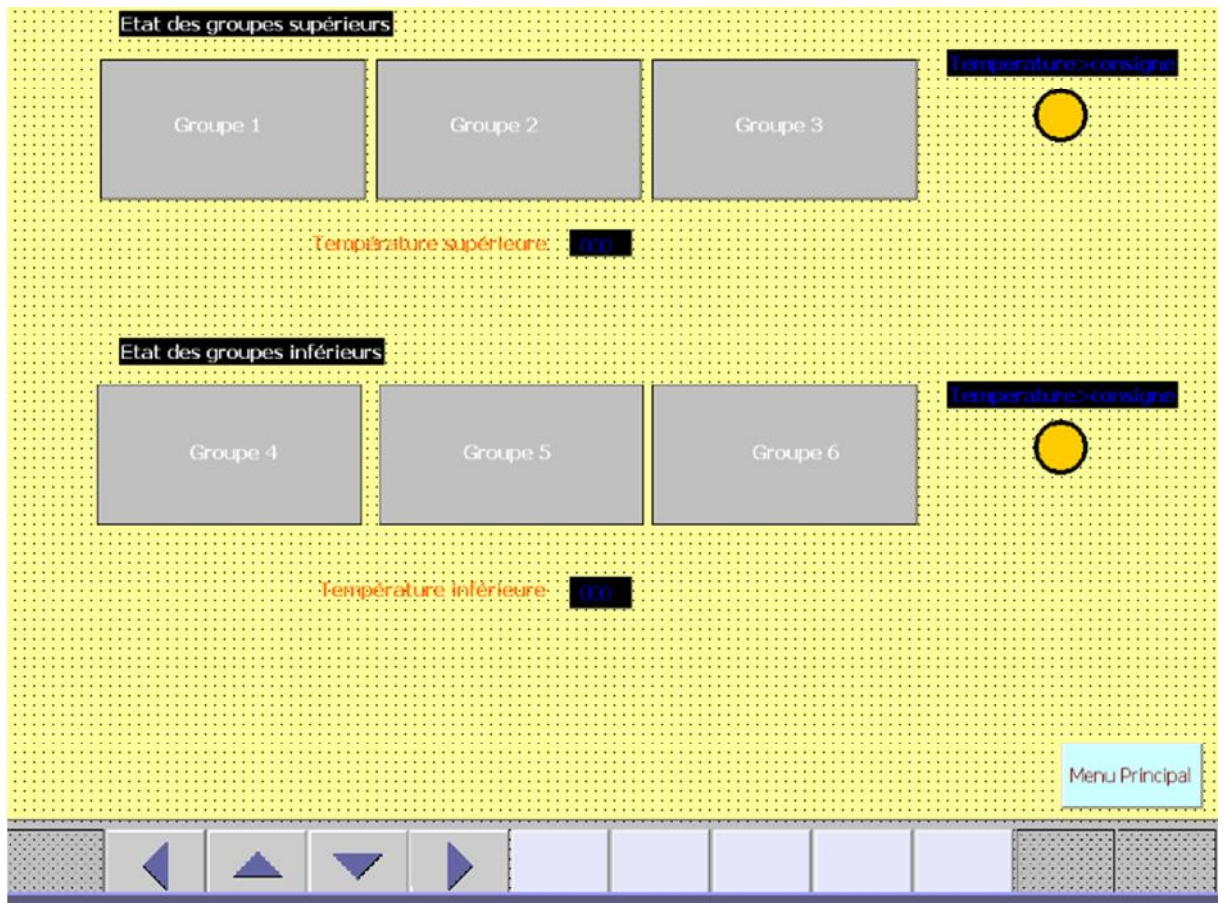 Etat des groupes supérieurs
Temperature>consigne
Groupe 1
Groupe 2
Groupe 3
Température supérieure
000
Etat des groupes inférieurs
Temperature>consigne
Groupe 4
Groupe 5
Groupe 6
Température inférieure
000
Menu Principal